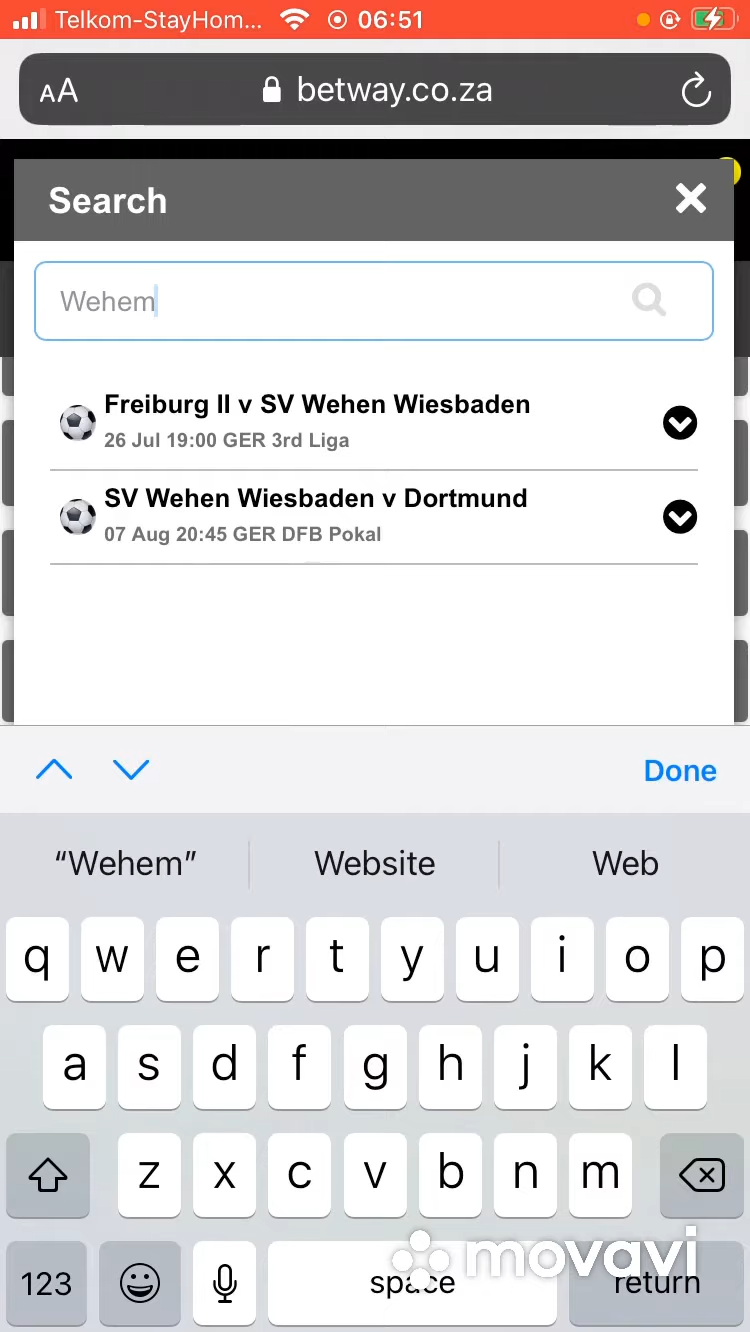 Telkom-StayHom... 06:51
AA betway.co.za
Search
Wehem
Freiburg II v SV Wehen Wiesbaden
26 Jul 19:00 GER 3rd Liga
SV Wehen Wiesbaden v Dortmund
07 Aug 20:45 GER DFB Pokal
Done
“Wehem” Website Web
q w e r t y u i o p
a s d f g h j k l
z x c v b n m
movavi
123 space return